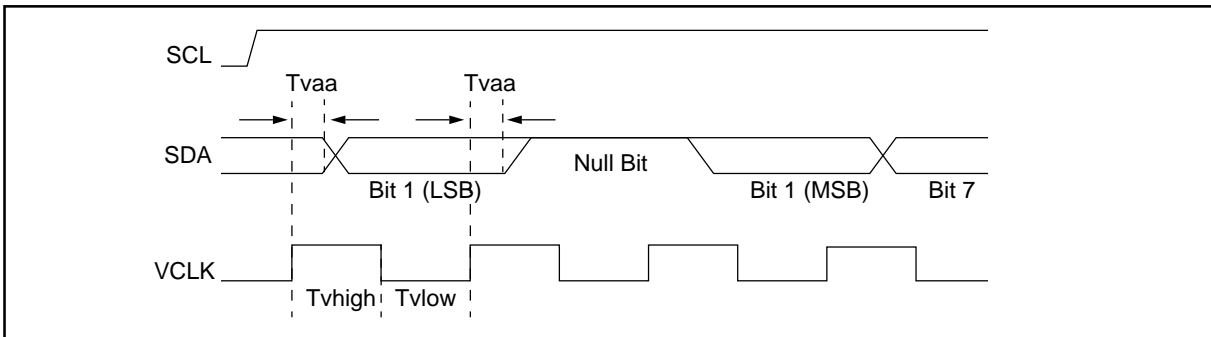 SCL
Tvaa Tvaa
SDA
Null Bit
Bit 1 (LSB) Bit 1 (MSB) Bit 7
VCLK
Tvhigh Tvlow